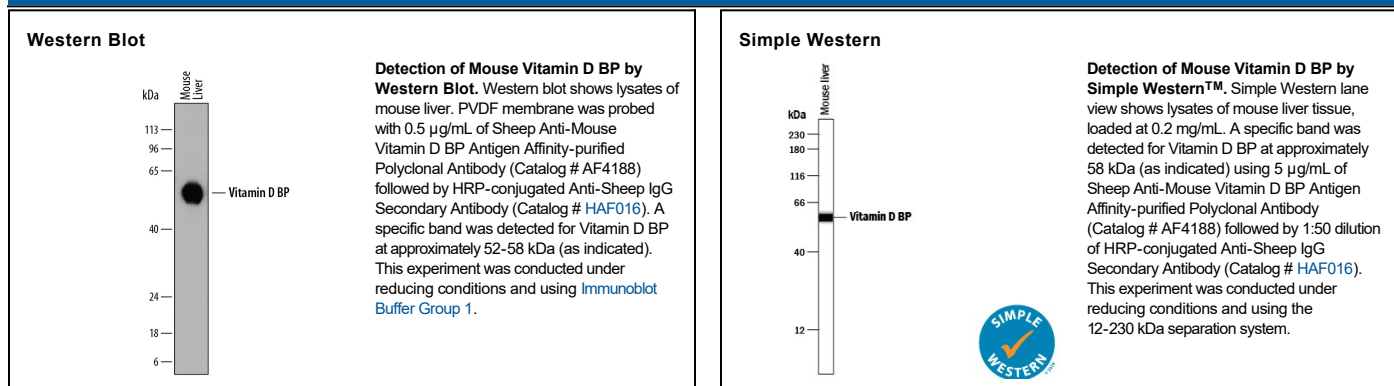 Western Blot
kDa
Mouse
Liver
113
96
65
40
24
18
6
Vitamin D BP
Detection of Mouse Vitamin D BP by
Western Blot. Western blot shows lysates of
mouse liver. PVDF membrane was probed
with 0.5 µg/mL of Sheep Anti-Mouse
Vitamin D BP Antigen Affinity-purified
Polyclonal Antibody (Catalog # AF4188)
followed by HRP-conjugated Anti-Sheep IgG
Secondary Antibody (Catalog # HAF016). A
specific band was detected for Vitamin D BP
at approximately 52-58 kDa (as indicated).
This experiment was conducted under
reducing conditions and using Immunoblot
Buffer Group 1.
Simple Western
kDa
Mouse liver
230
180
116
66
40
12
Vitamin D BP
Detection of Mouse Vitamin D BP by
Simple Western™. Simple Western lane
view shows lysates of mouse liver tissue,
loaded at 0.2 mg/mL. A specific band was
detected for Vitamin D BP at approximately
58 kDa (as indicated) using 5 µg/mL of
Sheep Anti-Mouse Vitamin D BP Antigen
Affinity-purified Polyclonal Antibody
(Catalog # AF4188) followed by 1:50 dilution
of HRP-conjugated Anti-Sheep IgG
Secondary Antibody (Catalog # HAF016).
This experiment was conducted under
reducing conditions and using the
12-230 kDa separation system.
SIMPLE
WESTERN